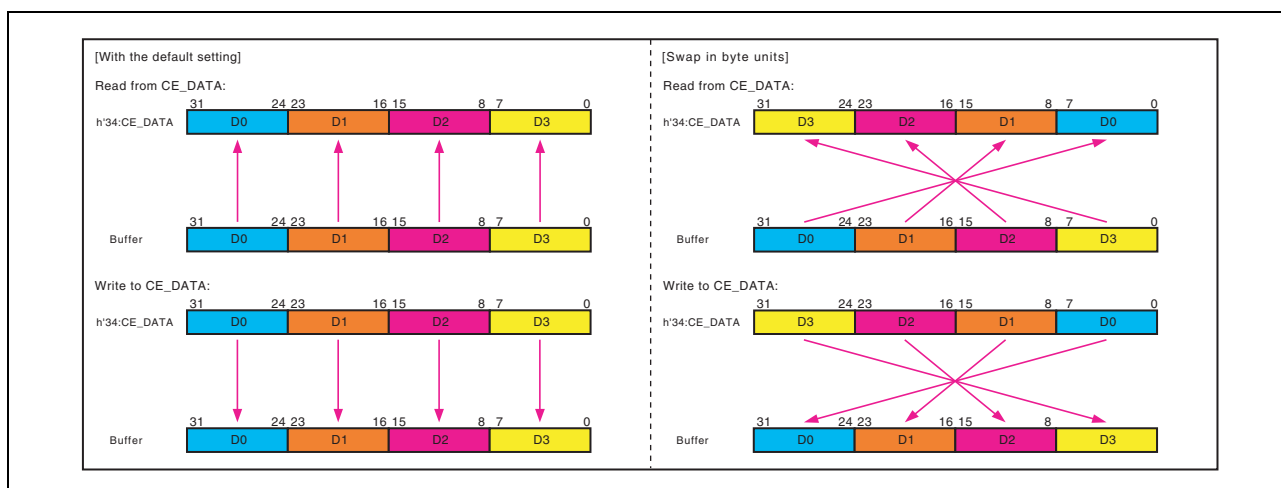 [With the default setting]
Read from CE_DATA:
31 24 23 16 15 8 7 0
h'34:CE_DATA D0 D1 D2 D3
31 24 23 16 15 8 7 0
Buffer D0 D1 D2 D3
Write to CE_DATA:
31 24 23 16 15 8 7 0
h'34:CE_DATA D0 D1 D2 D3
31 24 23 16 15 8 7 0
Buffer D0 D1 D2 D3
[Swap in byte units]
Read from CE_DATA:
31 24 23 16 15 8 7 0
h'34:CE_DATA D3 D2 D1 D0
31 24 23 16 15 8 7 0
Buffer D0 D1 D2 D3
Write to CE_DATA:
31 24 23 16 15 8 7 0
h'34:CE_DATA D3 D2 D1 D0
31 24 23 16 15 8 0
Buffer D0 D1 D2 D3